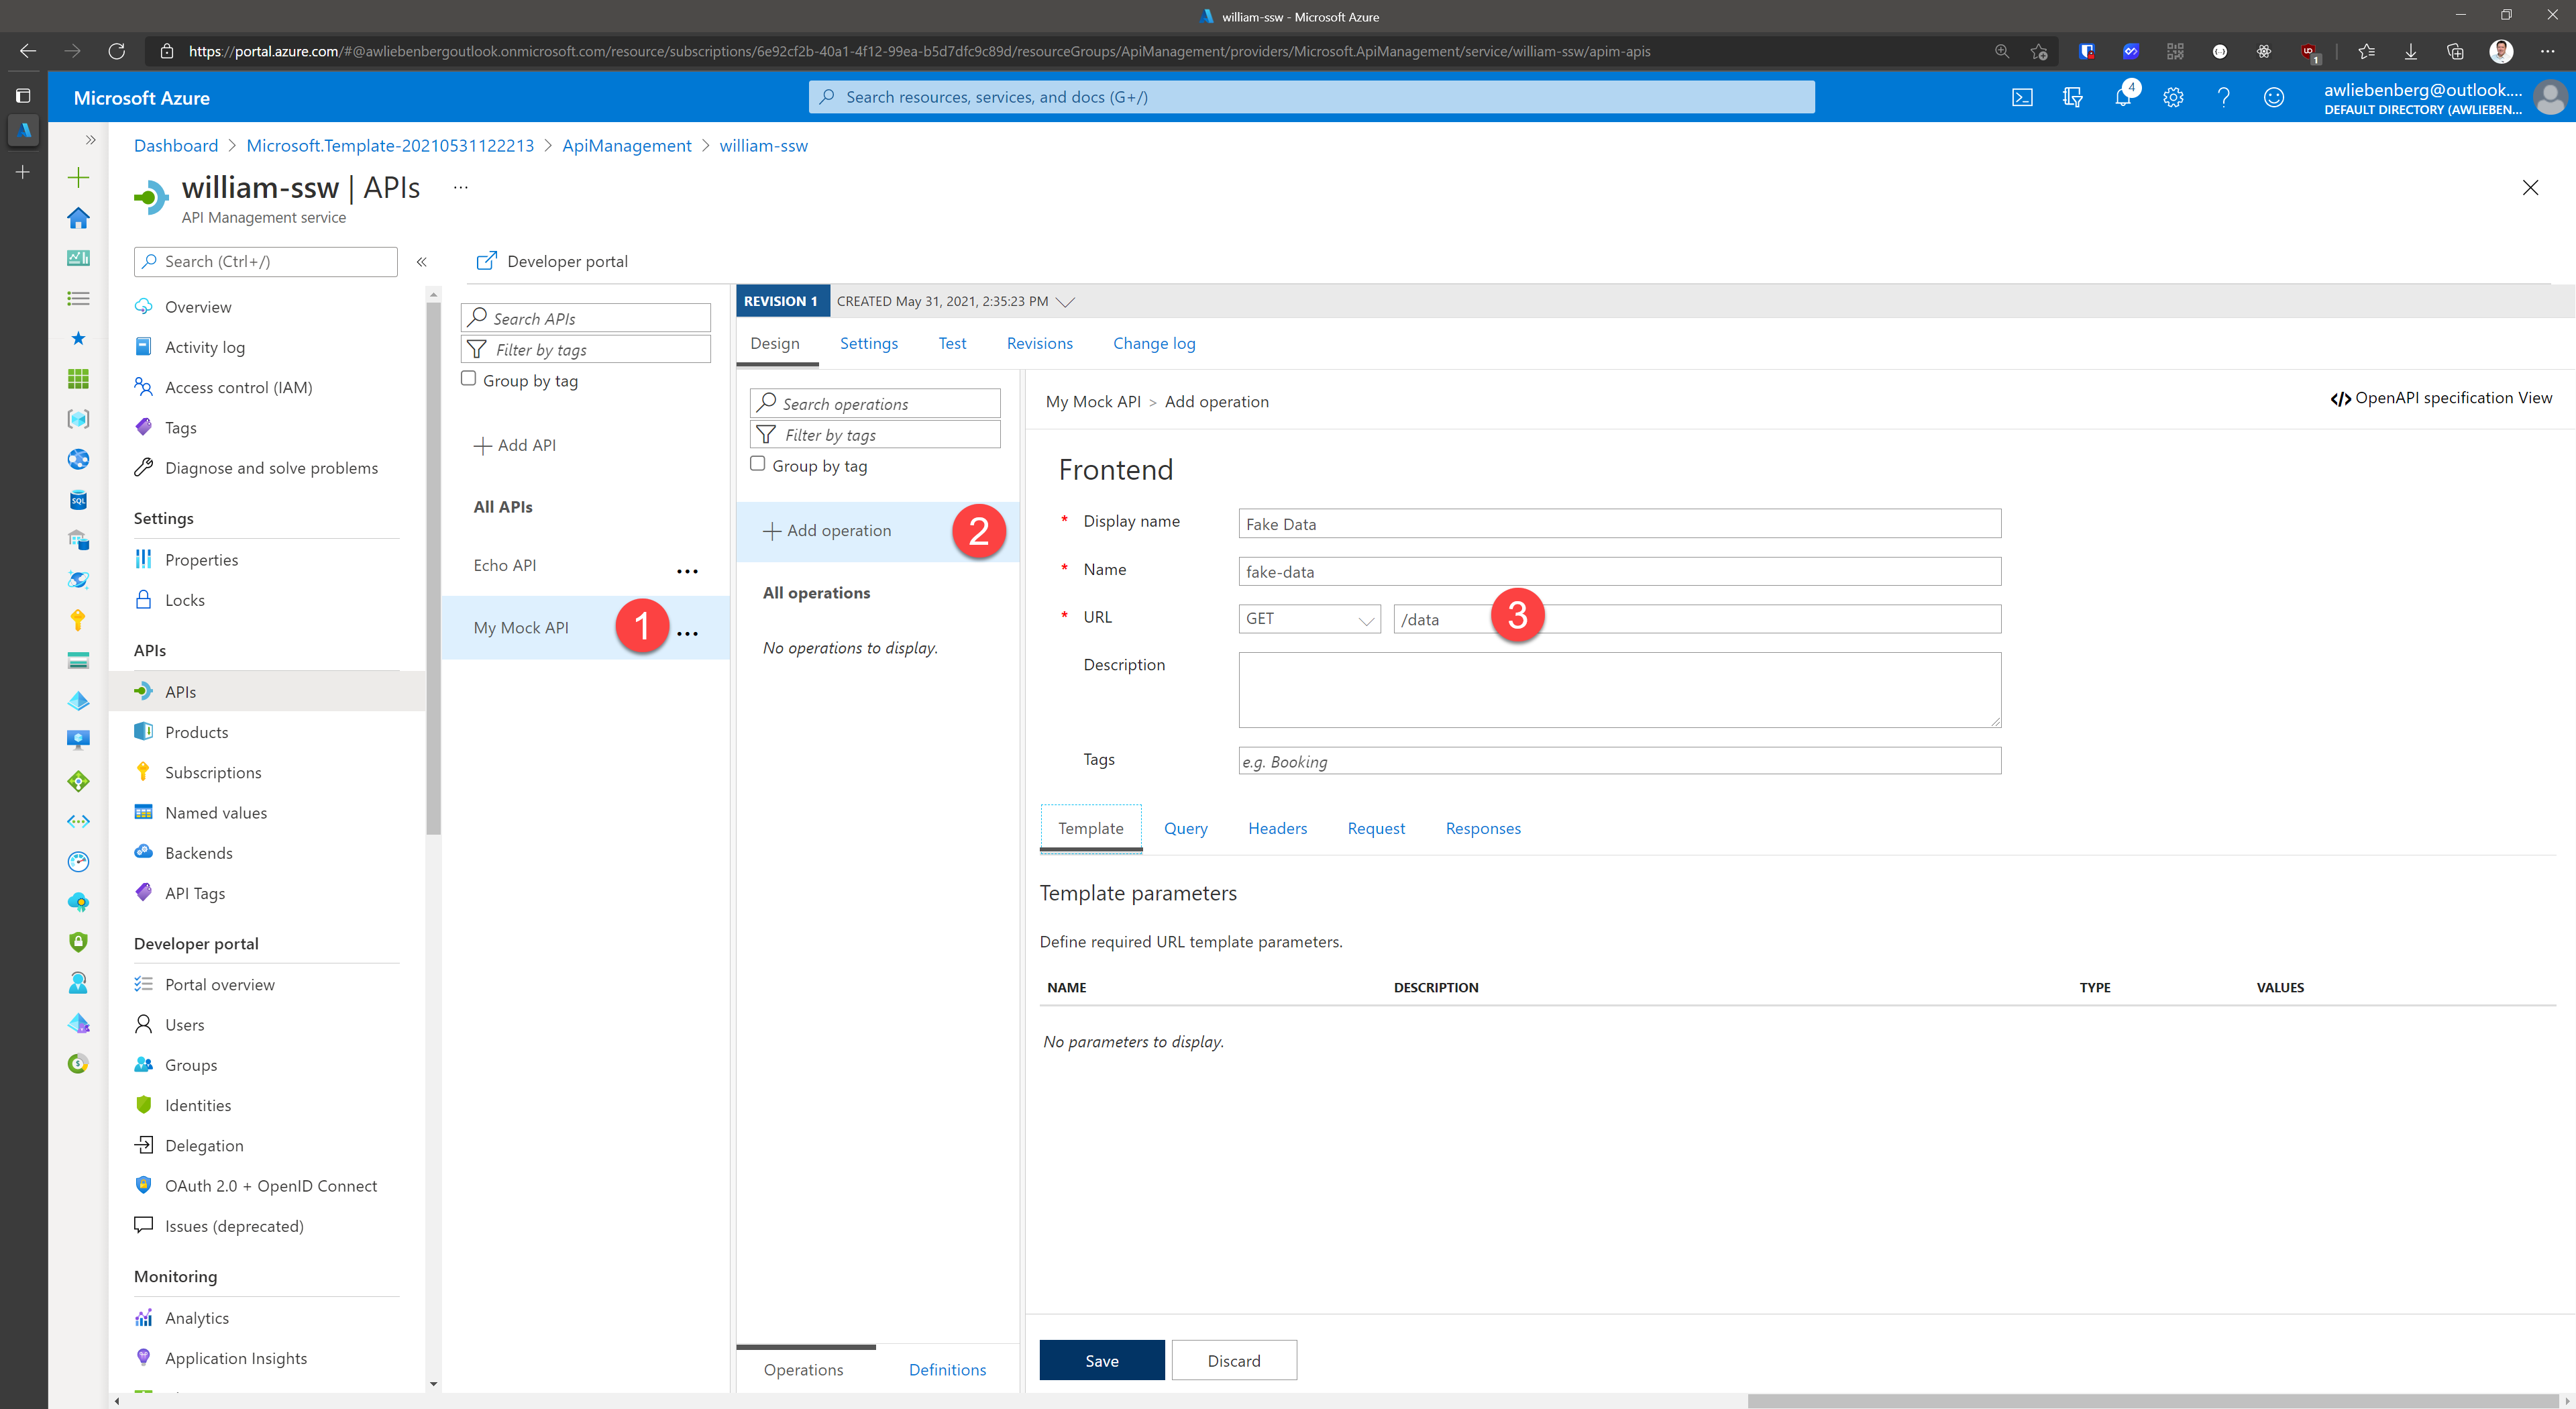 william-ssw - Microsoft Azure
https://portal.azure.com/#@awliebenbergoutlook.onmicrosoft.com/resource/subscriptions/6e92cf2b-40a1-4f12-99ea-b5d7dfc9c89d/resourceGroups/ApiManagement/providers/Microsoft.ApiManagement/service/william-ssw/apim-apis
1
Microsoft Azure
Search resources, services, and docs (G+/)
4
awliebenberg@outlook....
DEFAULT DIRECTORY (AWLIEBEN...
Dashboard > Microsoft.Template-20210531122213 > ApiManagement > william-ssw
william-ssw | APIs ...
API Management service
Search (Ctrl+/)
«
Overview
Activity log
Access control (IAM)
Tags
Diagnose and solve problems
Settings
Properties
Locks
APIs
APIs
Products
Subscriptions
Named values
Backends
API Tags
Developer portal
Portal overview
Users
Groups
Identities
Delegation
OAuth 2.0 + OpenID Connect
Issues (deprecated)
Monitoring
Analytics
Application Insights
SQL
Developer portal
Search APIs
Filter by tags
Group by tag
+ Add API
All APIs
Echo API ...
My Mock API 1 ...
REVISION 1 CREATED May 31, 2021, 2:35:23 PM
Design Settings Test Revisions Change log
Search operations
Filter by tags
Group by tag
+ Add operation 2
All operations
No operations to display.
Operations Definitions
My Mock API > Add operation
</> OpenAPI specification View
Frontend
* Display name Fake Data
* Name fake-data
* URL GET /data 3
Description
Tags e.g. Booking
Template Query Headers Request Responses
Template parameters
Define required URL template parameters.
NAME DESCRIPTION TYPE VALUES
No parameters to display.
Save Discard